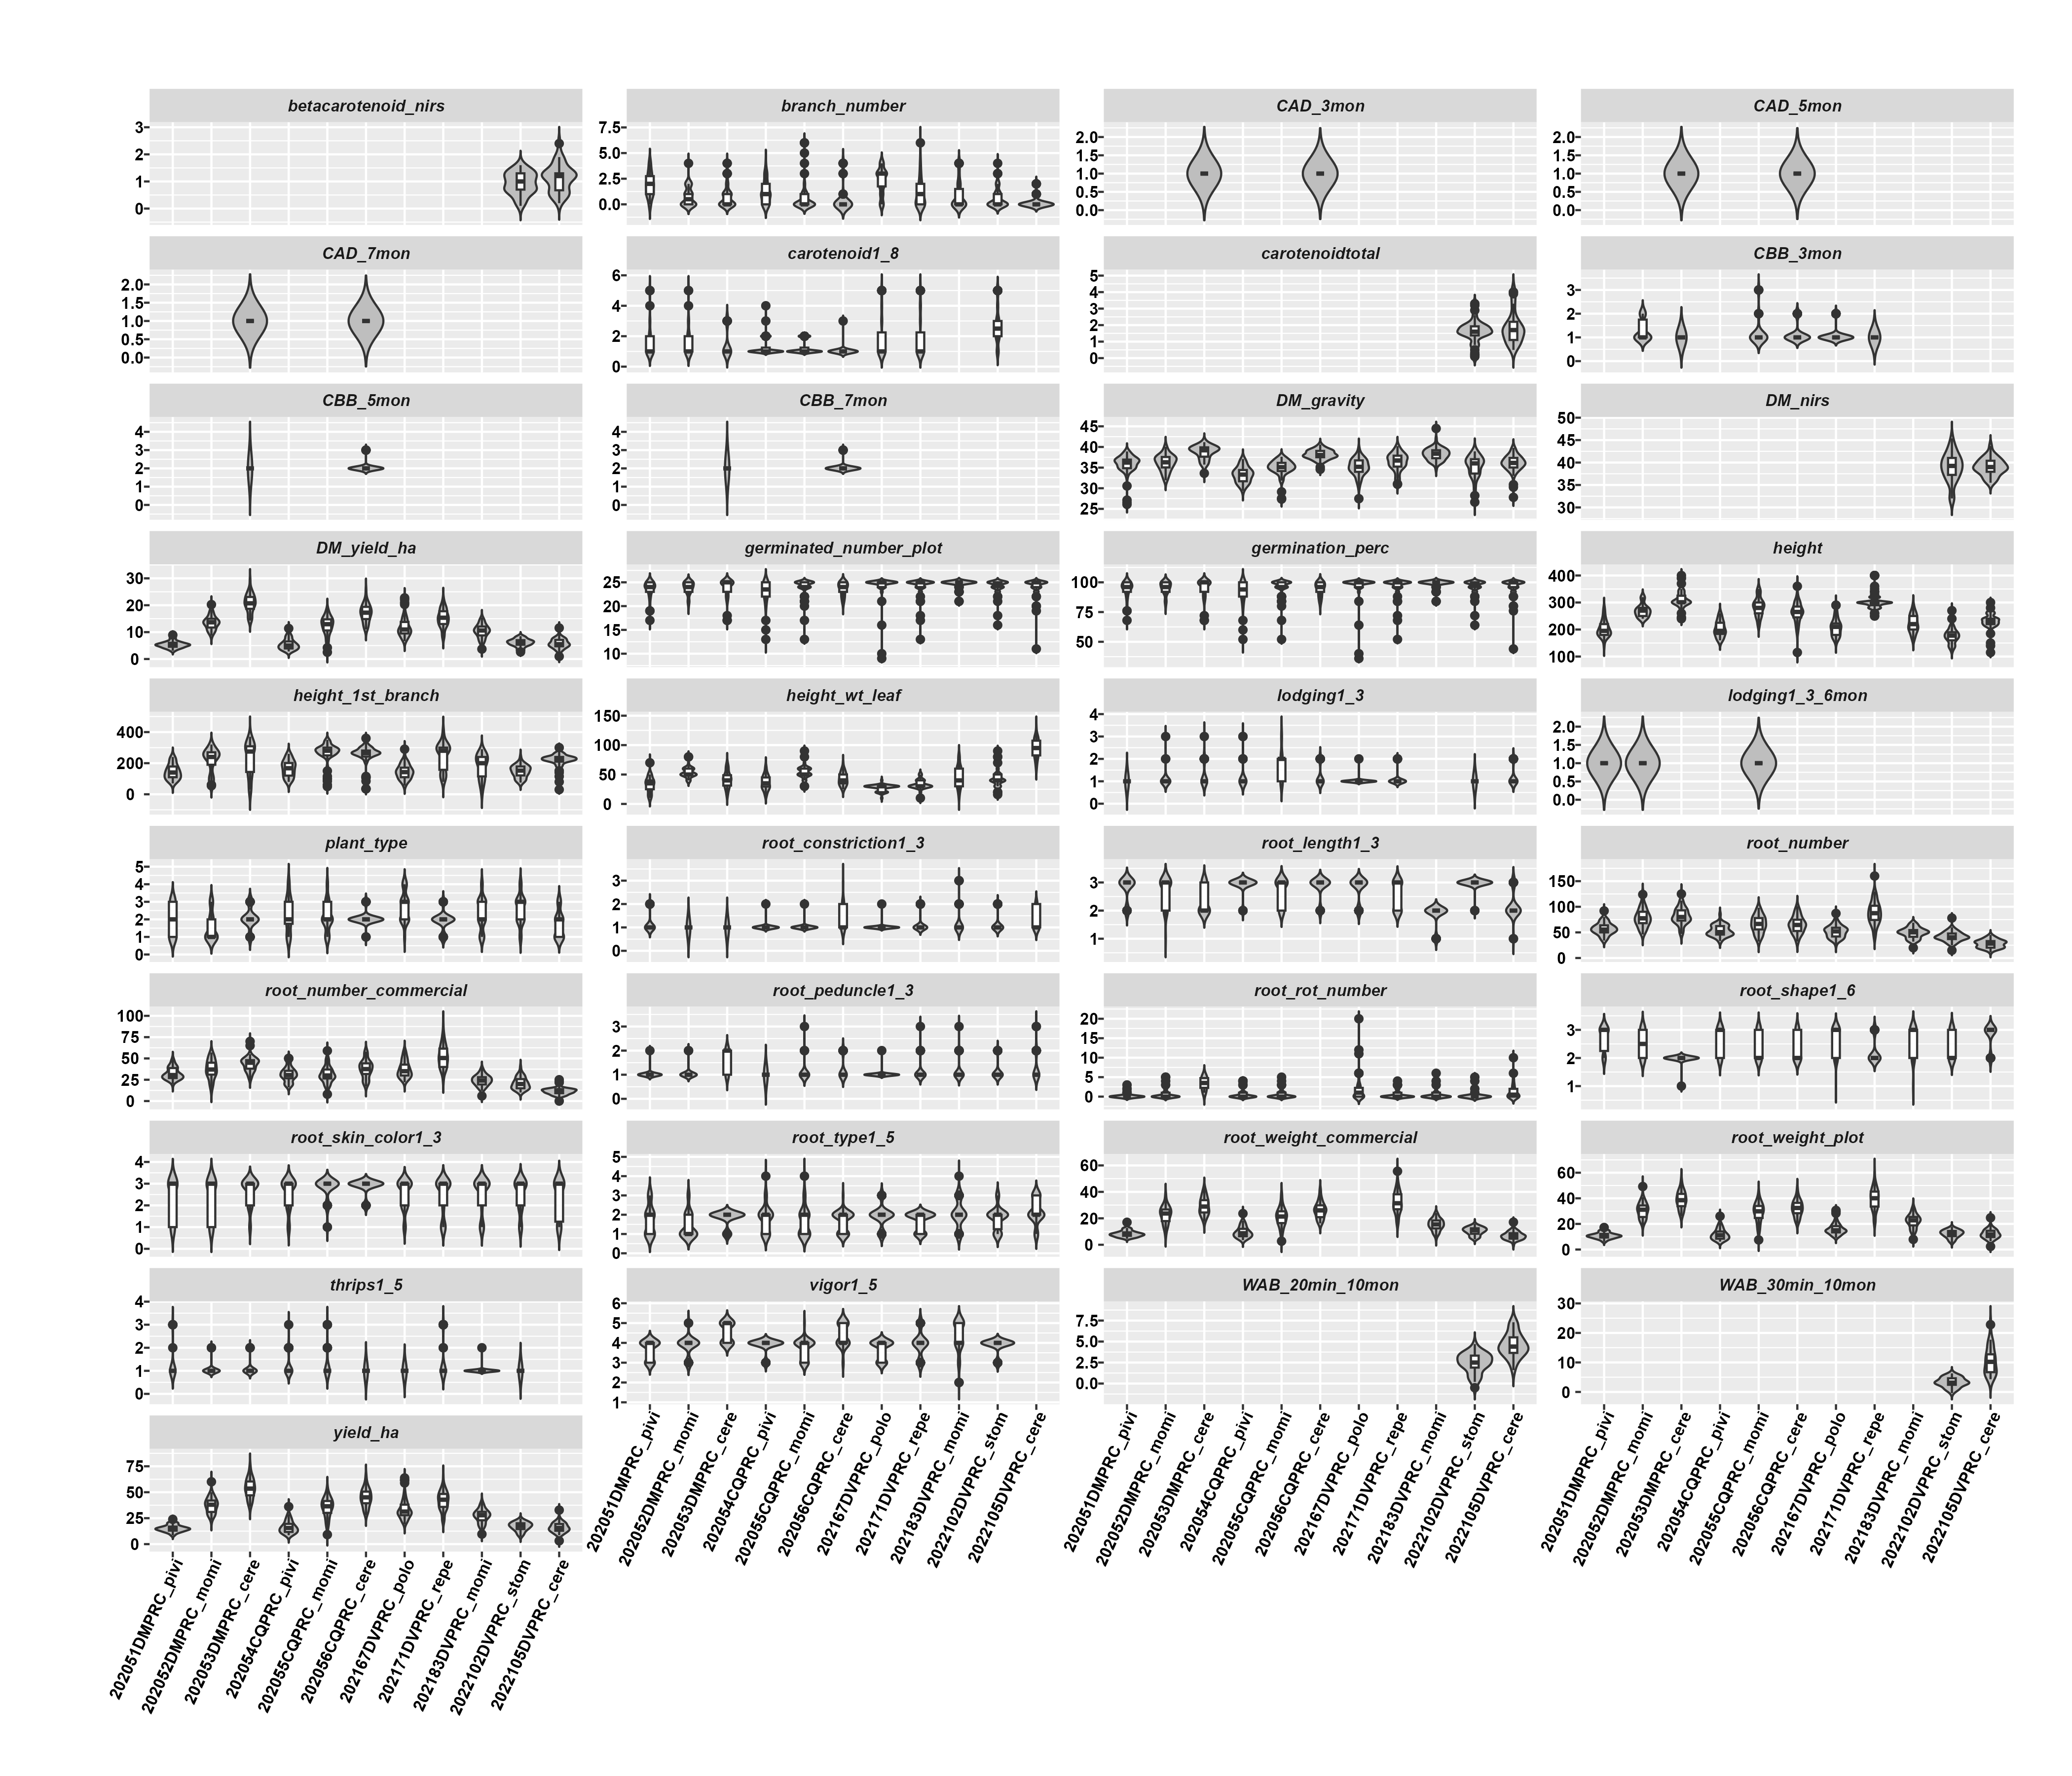 betacarotenoid_nirs
3
2
1
0
branch_number
7.5
5.0
2.5
0.0
CAD_3mon
2.0
1.5
1.0
0.5
0.0
CAD_5mon
2.0
1.5
1.0
0.5
0.0
CAD_7mon
2.0
1.5
1.0
0.5
0.0
carotenoid1_8
6
4
2
0
carotenoidtotal
5
4
3
2
1
0
CBB_3mon
3
2
1
0
CBB_5mon
4
3
2
1
0
CBB_7mon
4
3
2
1
0
DM_gravity
45
40
35
30
25
DM_nirs
50
45
40
35
30
DM_yield_ha
30
20
10
0
germinated_number_plot
25
20
15
10
germination_perc
100
75
50
height
400
300
200
100
height_1st_branch
400
200
0
height_wt_leaf
150
100
50
0
lodging1_3
4
3
2
1
0
lodging1_3_6mon
2.0
1.5
1.0
0.5
0.0
plant_type
5
4
3
2
1
0
root_constriction1_3
3
2
1
0
root_length1_3
3
2
1
root_number
150
100
50
0
root_number_commercial
100
75
50
25
0
root_peduncle1_3
3
2
1
0
root_rot_number
20
15
10
5
0
root_shape1_6
3
2
1
root_skin_color1_3
4
3
2
1
0
root_type1_5
5
4
3
2
1
0
root_weight_commercial
60
40
20
0
root_weight_plot
60
40
20
0
thrips1_5
4
3
2
1
0
vigor1_5
6
5
4
3
2
1
WAB_20min_10mon
7.5
5.0
2.5
0.0
WAB_30min_10mon
30
20
10
0
yield_ha
75
50
25
0
202051DMPRC_pivi
202052DMPRC_momi
202053DMPRC_cere
202054CQPRC_pivi
202055CQPRC_momi
202056CQPRC_cere
202167DVPRC_polo
202171DVPRC_repe
202183DVPRC_momi
2022102DVPRC_stom
2022105DVPRC_cere
202051DMPRC_pivi
202052DMPRC_momi
202053DMPRC_cere
202054CQPRC_pivi
202055CQPRC_momi
202056CQPRC_cere
202167DVPRC_polo
202171DVPRC_repe
202183DVPRC_momi
2022102DVPRC_stom
2022105DVPRC_cere
202051DMPRC_pivi
202052DMPRC_momi
202053DMPRC_cere
202054CQPRC_pivi
202055CQPRC_momi
202056CQPRC_cere
202167DVPRC_polo
202171DVPRC_repe
202183DVPRC_momi
2022102DVPRC_stom
2022105DVPRC_cere
202051DMPRC_pivi
202052DMPRC_momi
202053DMPRC_cere
202054CQPRC_pivi
202055CQPRC_momi
202056CQPRC_cere
202167DVPRC_polo
202171DVPRC_repe
202183DVPRC_momi
2022102DVPRC_stom
2022105DVPRC_cere